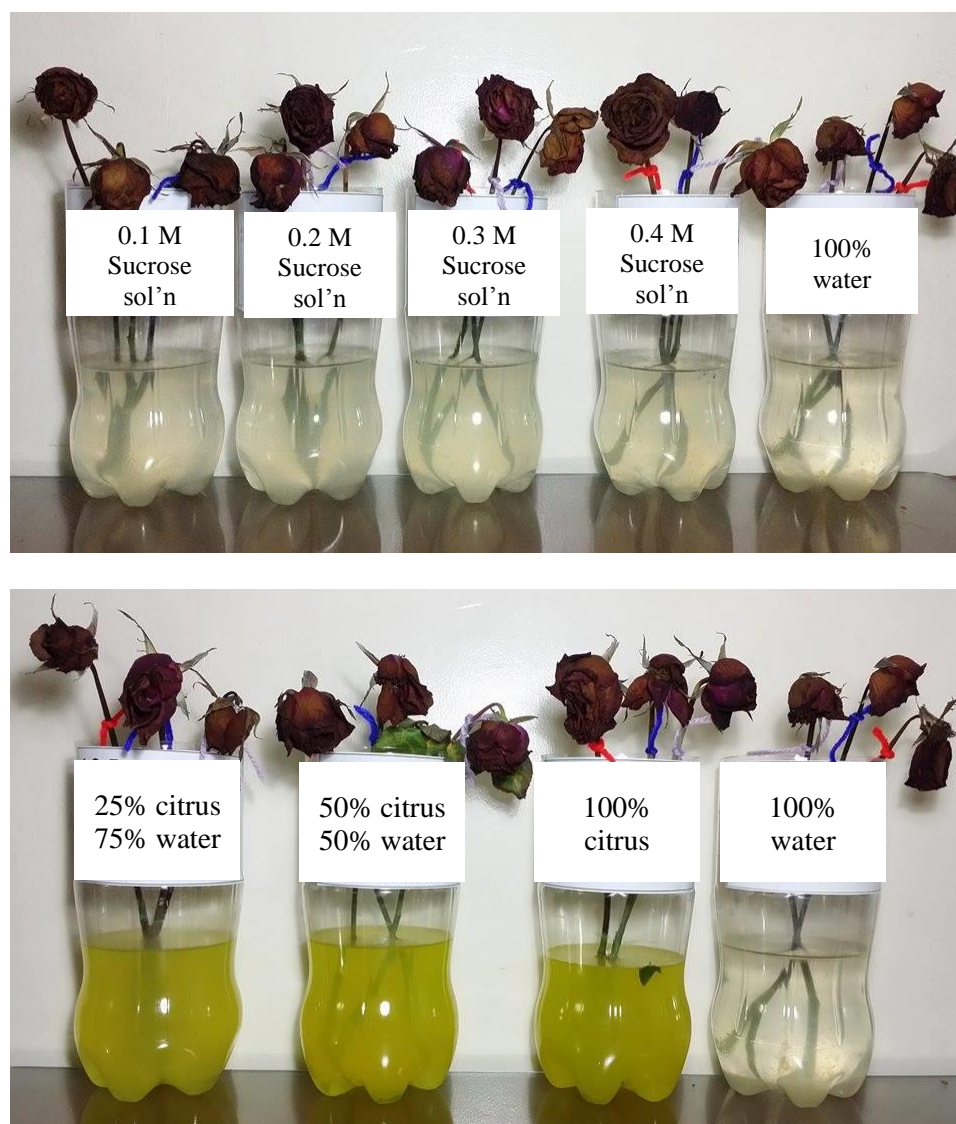 0.1 M
Sucrose
sol’n
0.2 M
Sucrose
sol’n
0.3 M
Sucrose
sol’n
0.4 M
Sucrose
sol’n
100%
water
25% citrus
75% water
50% citrus
50% water
100%
citrus
100%
water